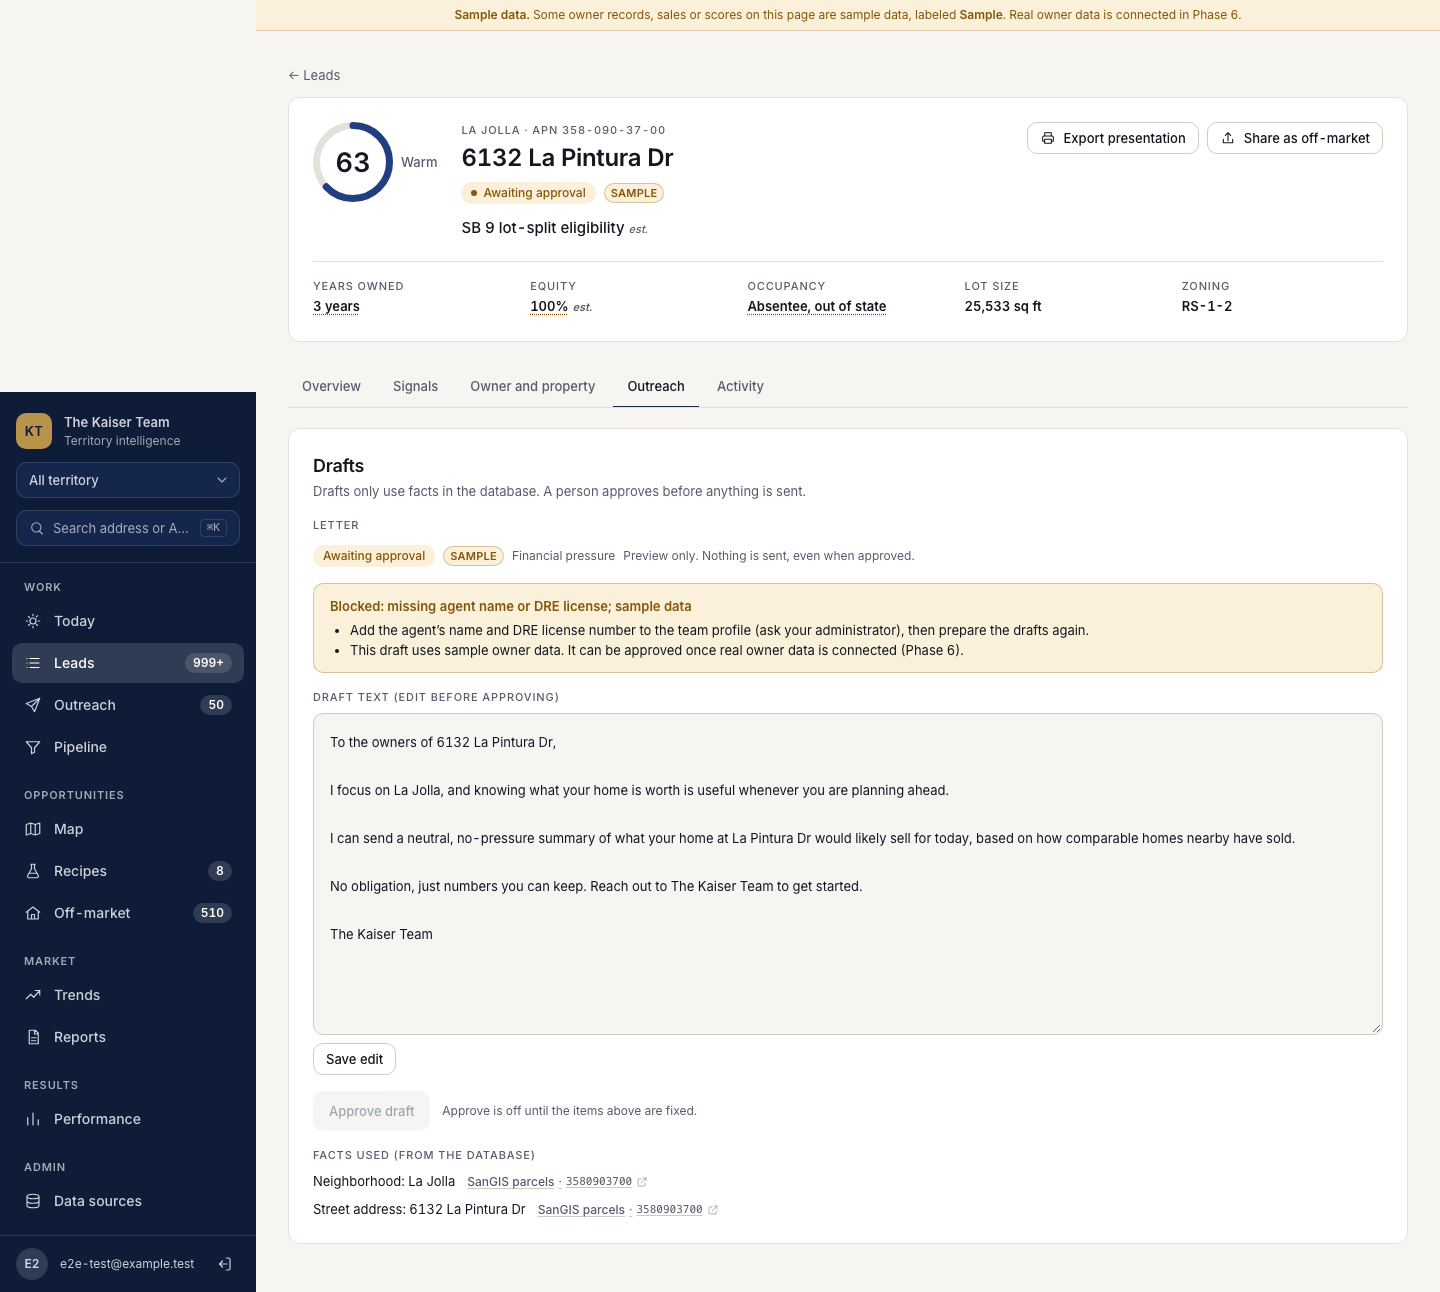 Sample data. Some owner records, sales or scores on this page are sample data, labeled Sample. Real owner data is connected in Phase 6.
← Leads
63
Warm
LA JOLLA · APN 358-090-37-00
6132 La Pintura Dr
Awaiting approval SAMPLE
SB 9 lot-split eligibility est.
Export presentation
Share as off-market
YEARS OWNED
3 years
EQUITY
100% est.
OCCUPANCY
Absentee, out of state
LOT SIZE
25,533 sq ft
ZONING
RS-1-2
Overview Signals Owner and property Outreach Activity
KT
The Kaiser Team
Territory intelligence
All territory
Search address or A... ⌘K
WORK
Today
Leads 999+
Outreach 50
Pipeline
OPPORTUNITIES
Map
Recipes 8
Off-market 510
MARKET
Trends
Reports
RESULTS
Performance
ADMIN
Data sources
E2 e2e-test@example.test
Drafts
Drafts only use facts in the database. A person approves before anything is sent.
LETTER
Awaiting approval SAMPLE Financial pressure Preview only. Nothing is sent, even when approved.
Blocked: missing agent name or DRE license; sample data
• Add the agent’s name and DRE license number to the team profile (ask your administrator), then prepare the drafts again.
• This draft uses sample owner data. It can be approved once real owner data is connected (Phase 6).
DRAFT TEXT (EDIT BEFORE APPROVING)
To the owners of 6132 La Pintura Dr,
I focus on La Jolla, and knowing what your home is worth is useful whenever you are planning ahead.
I can send a neutral, no-pressure summary of what your home at La Pintura Dr would likely sell for today, based on how comparable homes nearby have sold.
No obligation, just numbers you can keep. Reach out to The Kaiser Team to get started.
The Kaiser Team
Save edit
Approve draft Approve is off until the items above are fixed.
FACTS USED (FROM THE DATABASE)
Neighborhood: La Jolla SanGIS parcels · 3580903700
Street address: 6132 La Pintura Dr SanGIS parcels · 3580903700